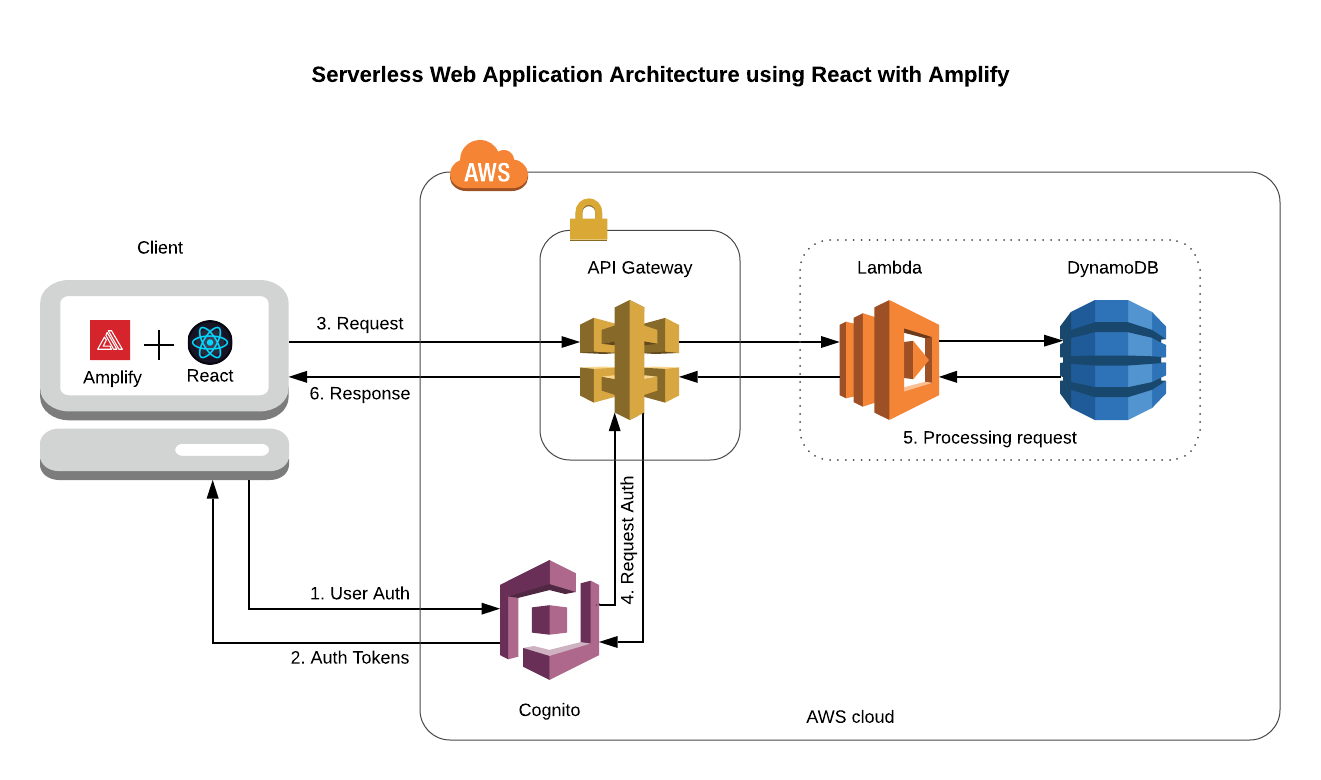 Serverless Web Application Architecture using React with Amplify
AWS
Client
API Gateway
Lambda
DynamoDB
3. Request
Amplify
React
6. Response
5. Processing request
4. Request Auth
1. User Auth
2. Auth Tokens
Cognito
AWS cloud